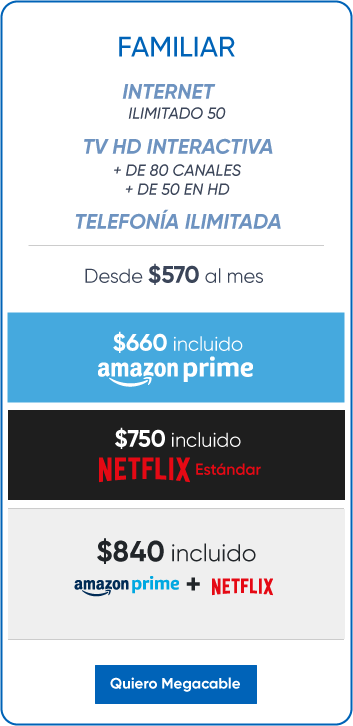 FAMILIAR
INTERNET
ILIMITADO 50
TV HD INTERACTIVA
+ DE 80 CANALES
+ DE 50 EN HD
TELEFONÍA ILIMITADA
Desde $570 al mes
$660 incluido
amazon prime
$750 incluido
NETFLIX Estándar
$840 incluido
amazon prime + NETFLIX
Quiero Megacable